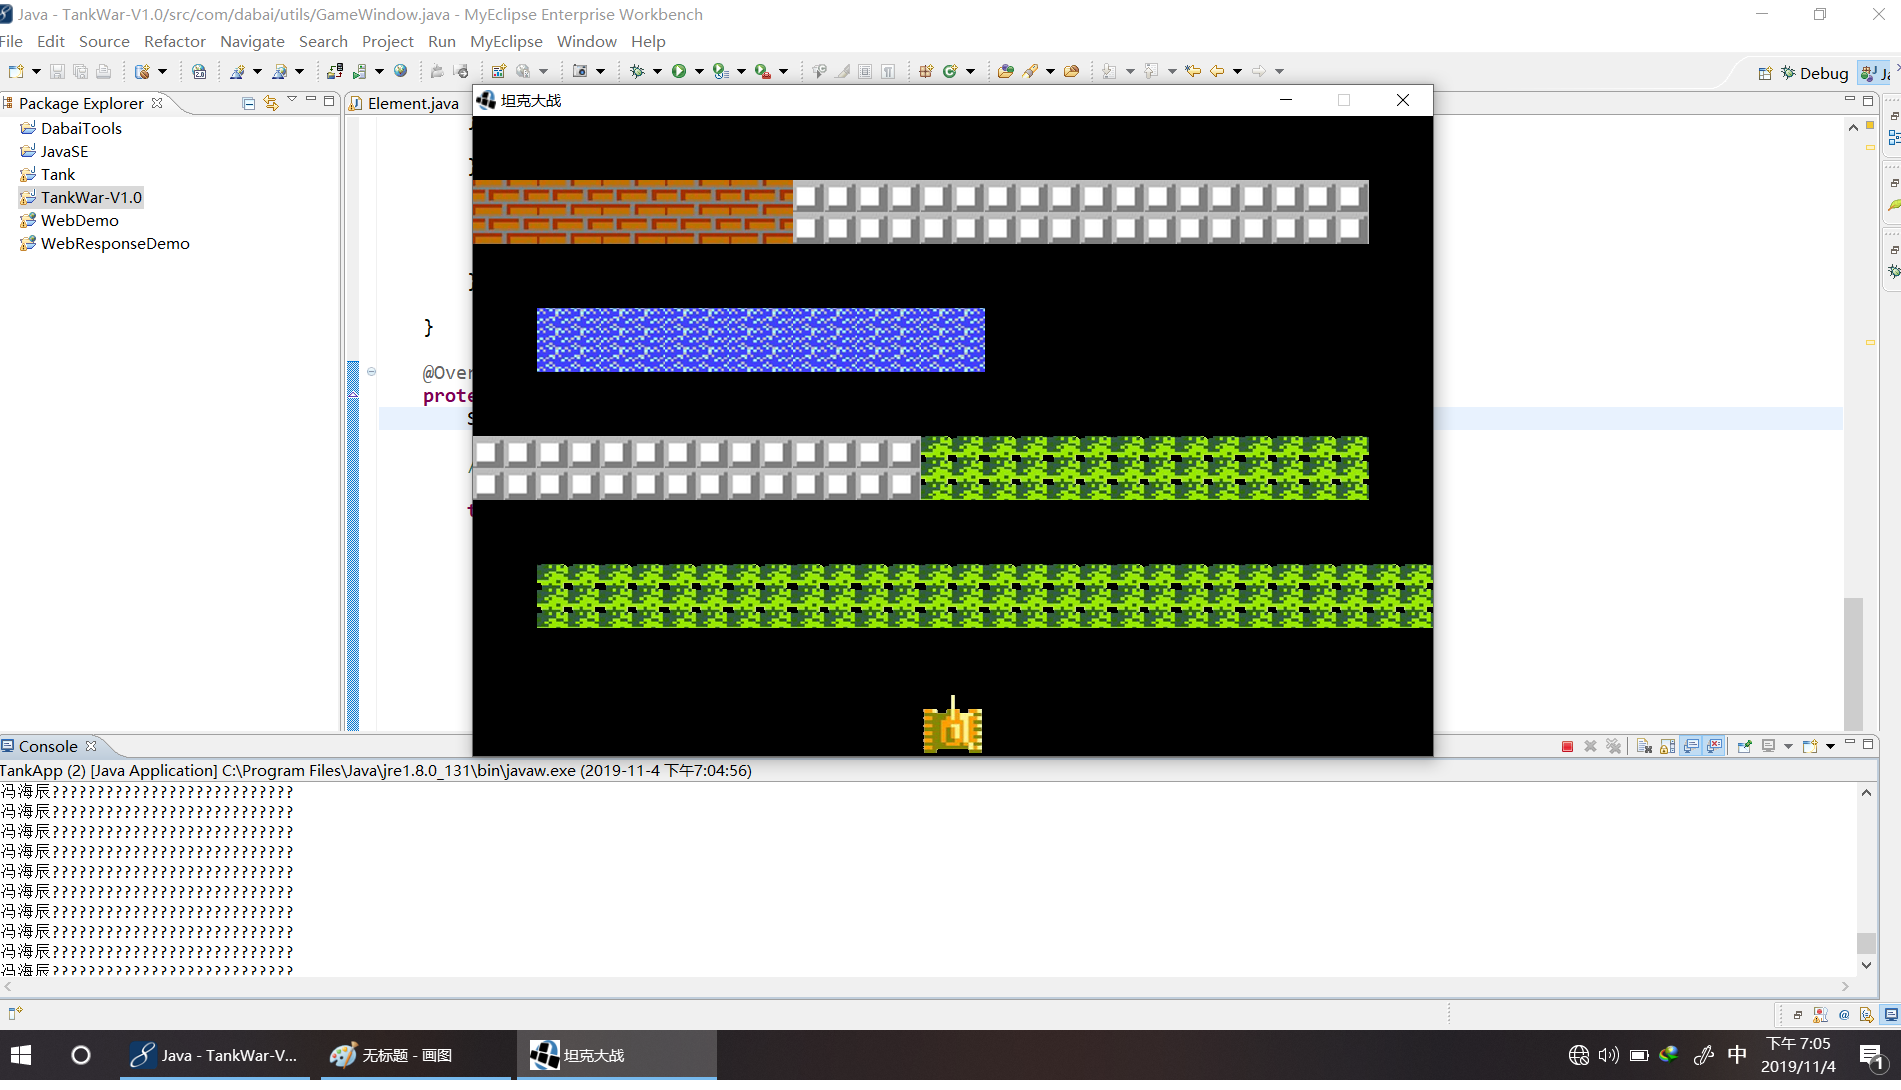 Java - TankWar-V1.0/src/com/dabai/utils/GameWindow.java - MyEclipse Enterprise Workbench
File Edit Source Refactor Navigate Search Project Run MyEclipse Window Help
Debug
Package Explorer
Element.java
坦克大战
DabaiTools
JavaSE
Tank
TankWar-V1.0
WebDemo
WebResponseDemo
}
@Over
prote
Console
TankApp (2) [Java Application] C:\Program Files\Java\jre1.8.0_131\bin\javaw.exe (2019-11-4 下午7:04:56)
冯海辰???????????????????????????
冯海辰???????????????????????????
冯海辰???????????????????????????
冯海辰???????????????????????????
冯海辰???????????????????????????
冯海辰???????????????????????????
冯海辰???????????????????????????
冯海辰???????????????????????????
冯海辰???????????????????????????
冯海辰???????????????????????????
Java - TankWar-V...
无标题 - 画图
坦克大战
中
下午 7:05
2019/11/4
1